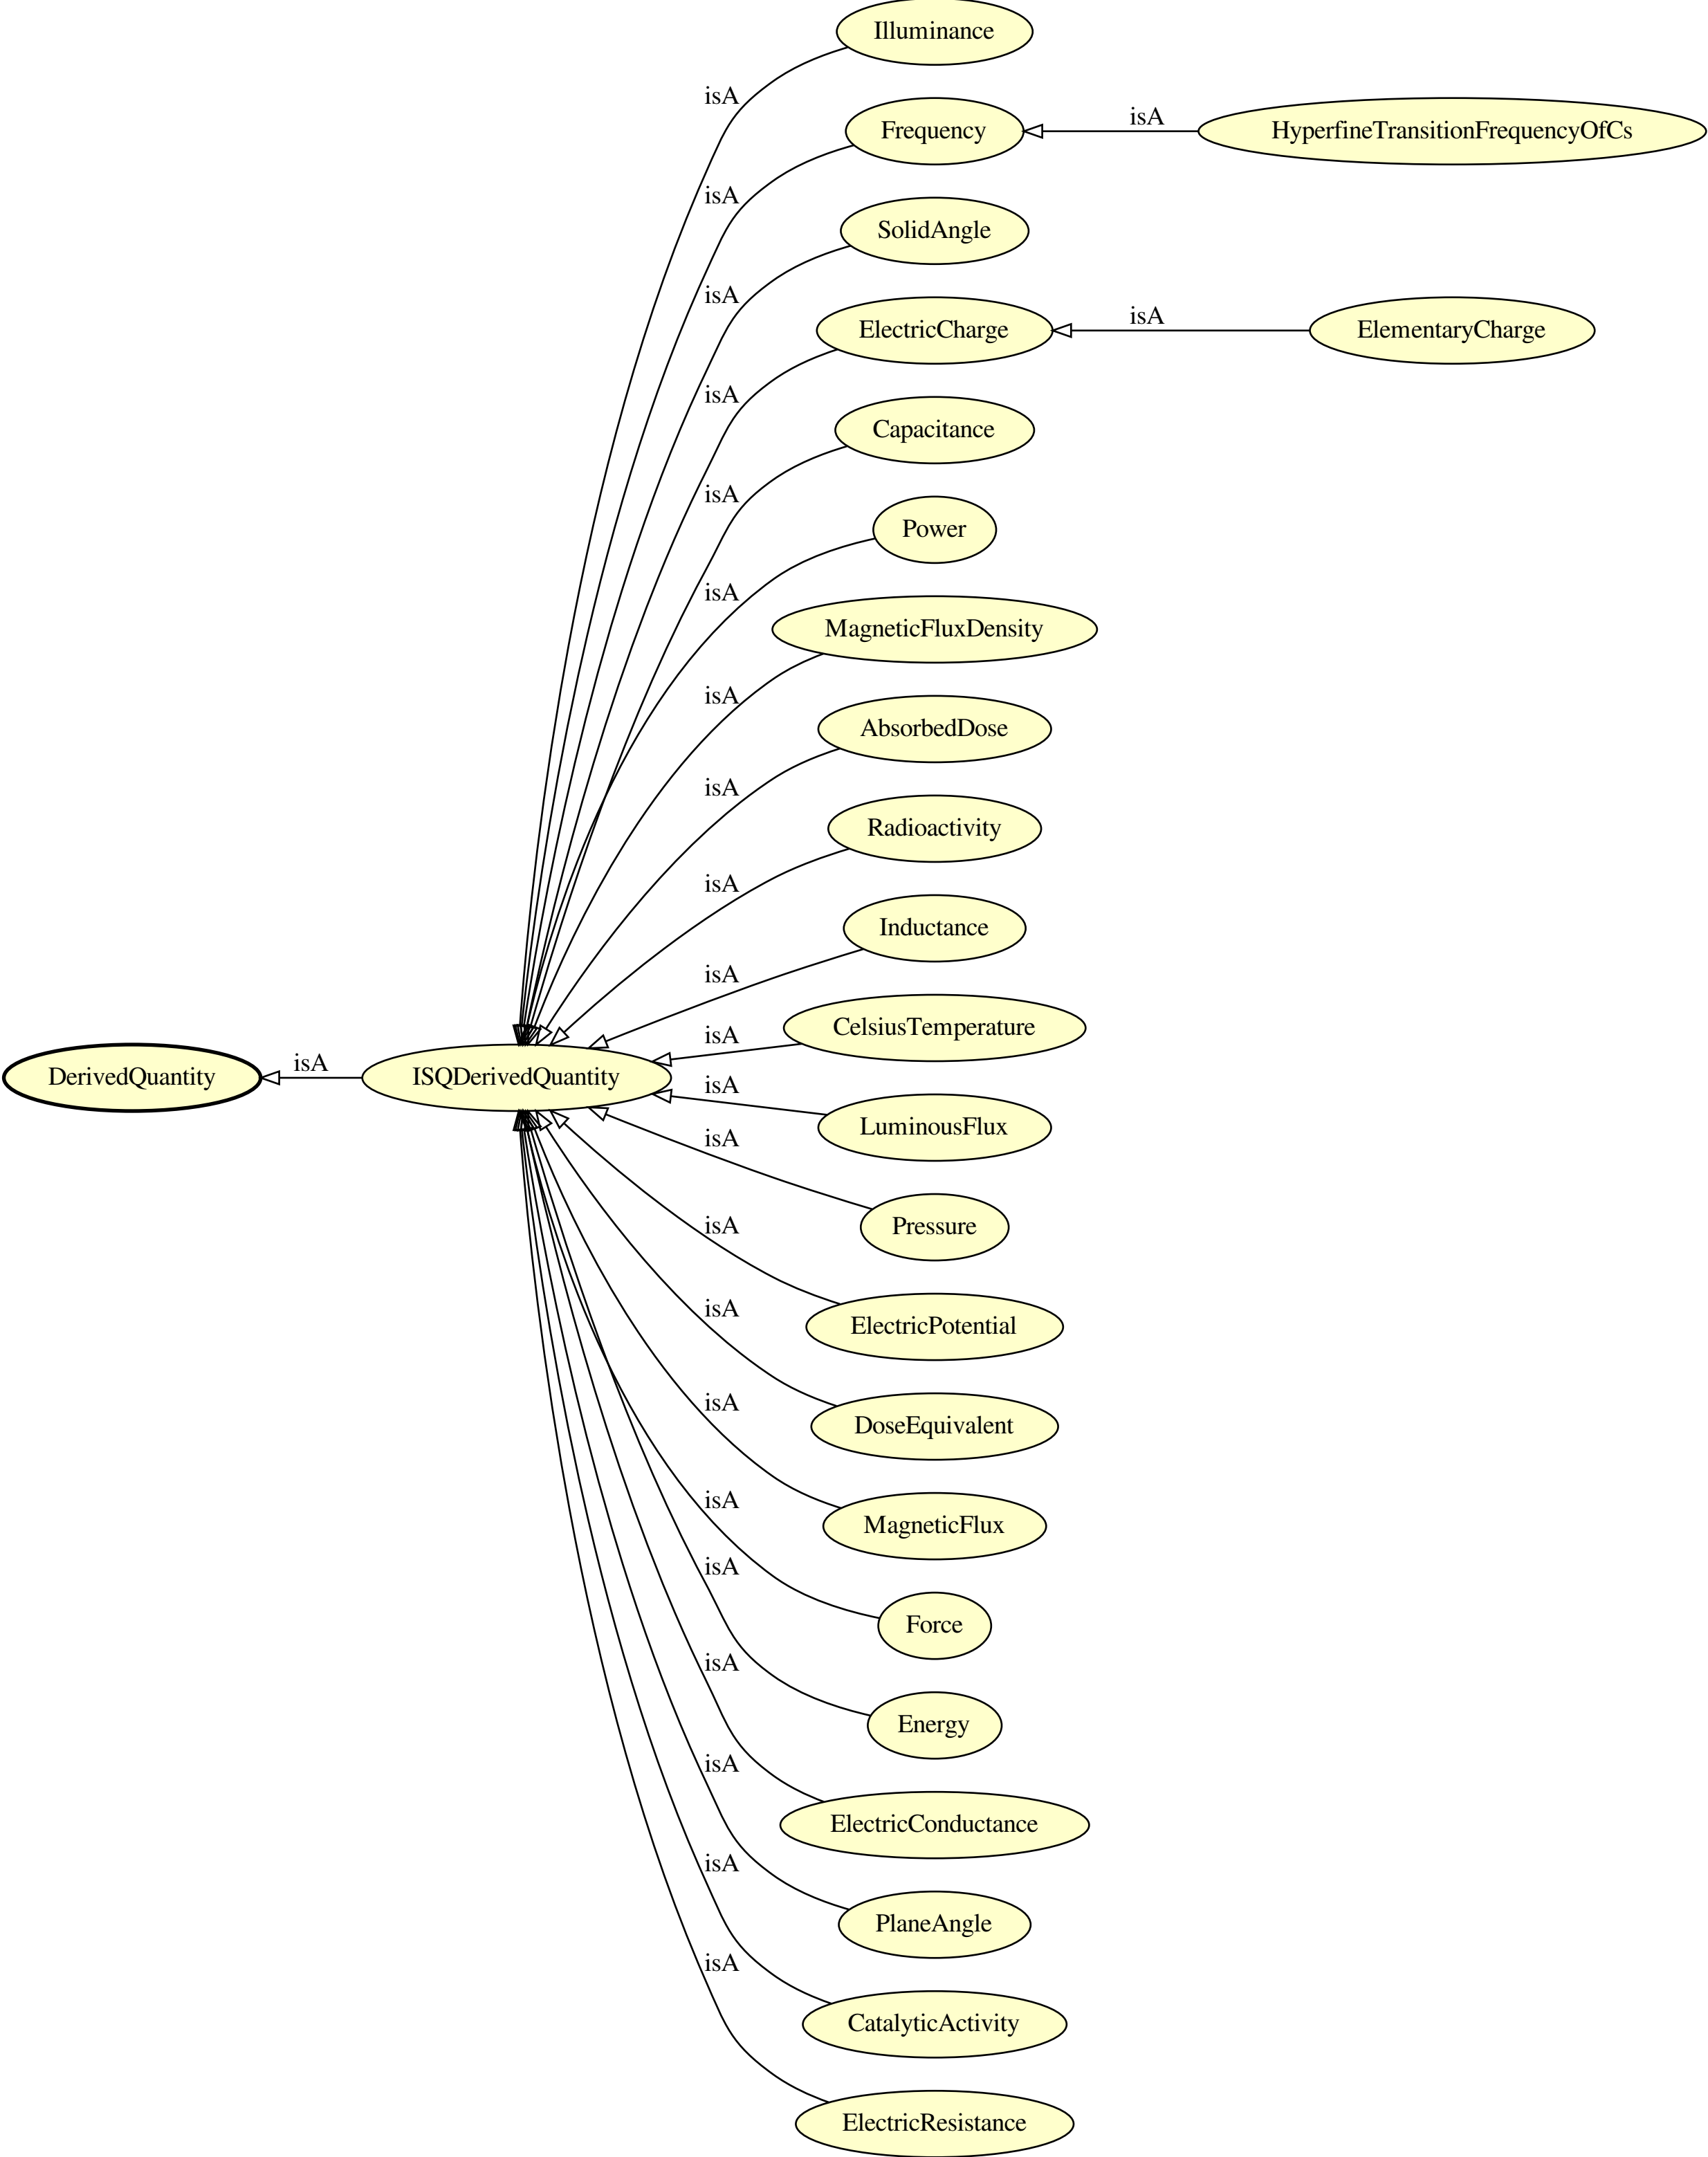 Illuminance
isA
Frequency
isA
HyperfineTransitionFrequencyOfCs
isA
SolidAngle
isA
ElectricCharge
isA
ElementaryCharge
isA
Capacitance
isA
Power
isA
MagneticFluxDensity
isA
AbsorbedDose
isA
Radioactivity
isA
Inductance
isA
CelsiusTemperature
isA
DerivedQuantity
isA
ISQDerivedQuantity
isA
LuminousFlux
isA
Pressure
isA
ElectricPotential
isA
DoseEquivalent
isA
MagneticFlux
isA
Force
isA
Energy
isA
ElectricConductance
isA
PlaneAngle
isA
CatalyticActivity
isA
ElectricResistance